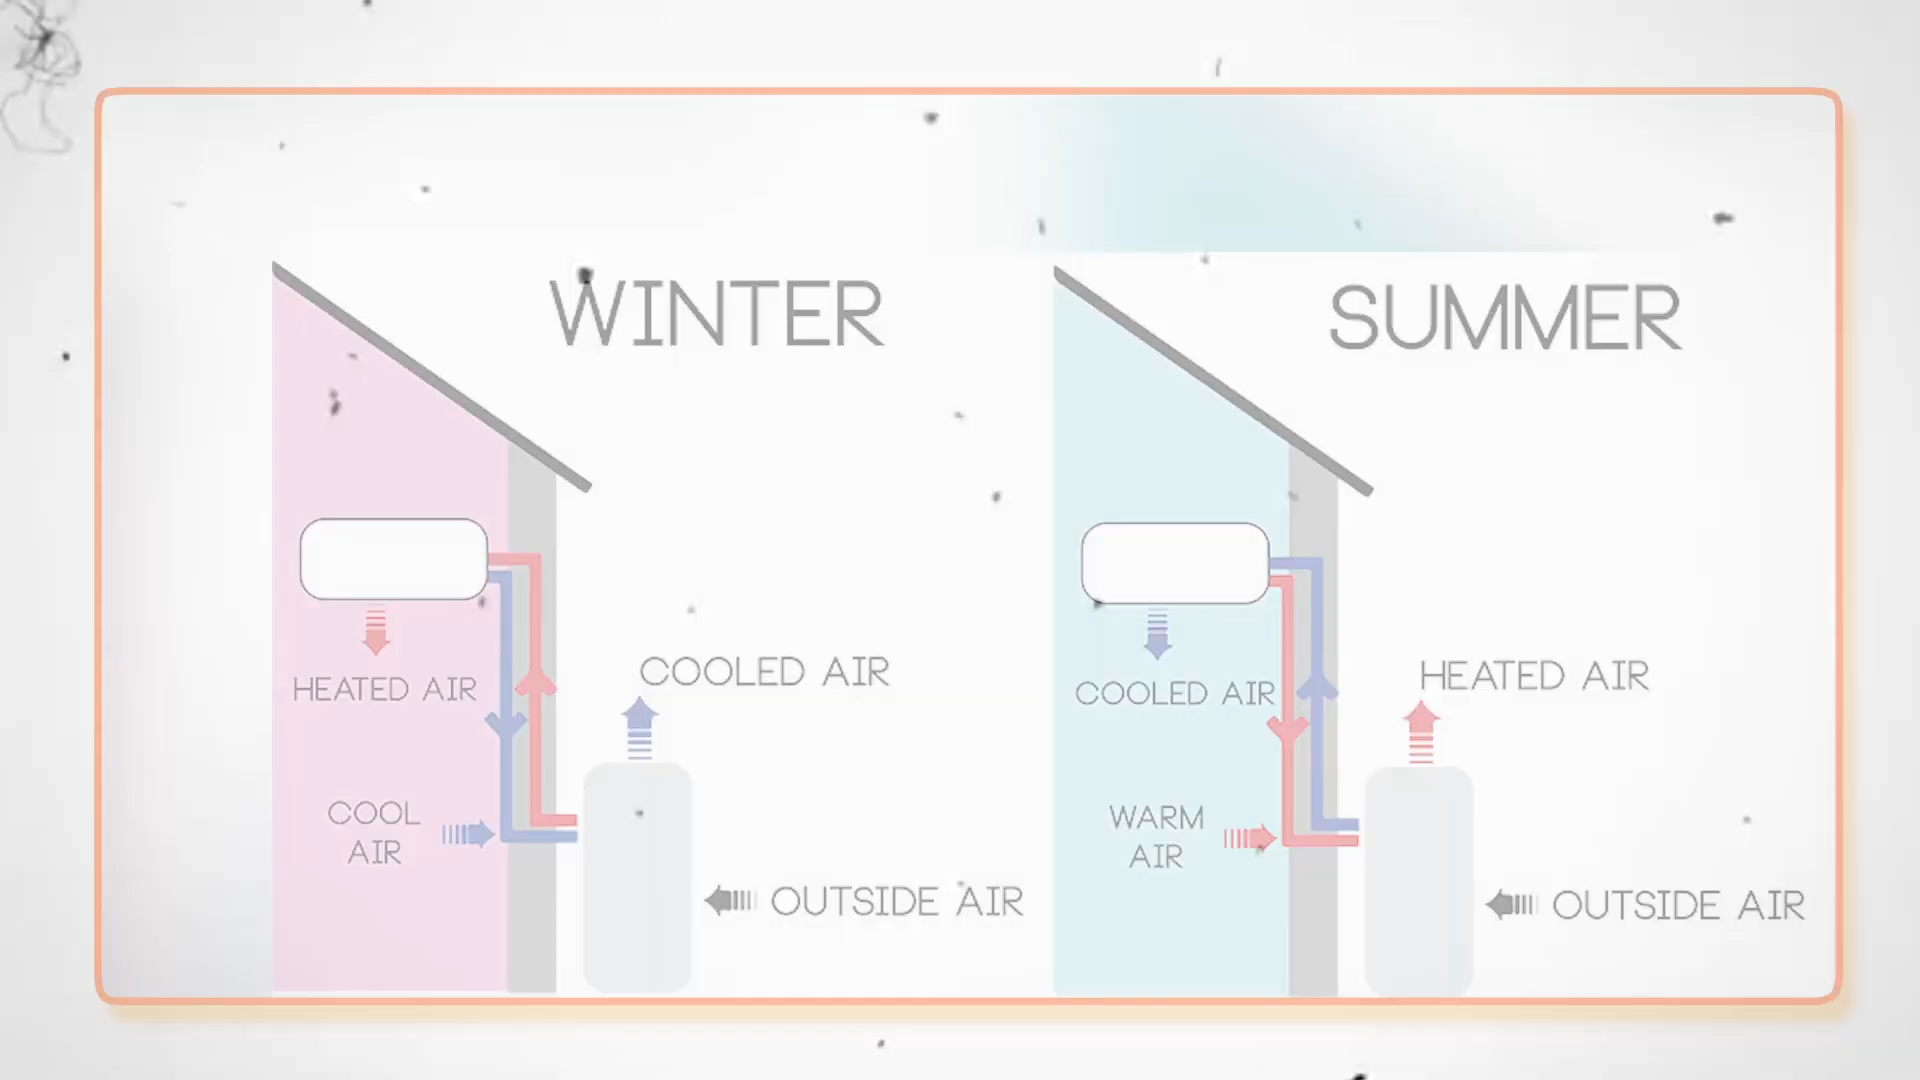 WINTER
HEATED AIR
COOLED AIR
COOL
AIR
OUTSIDE AIR
SUMMER
COOLED AIR
HEATED AIR
WARM
AIR
OUTSIDE AIR